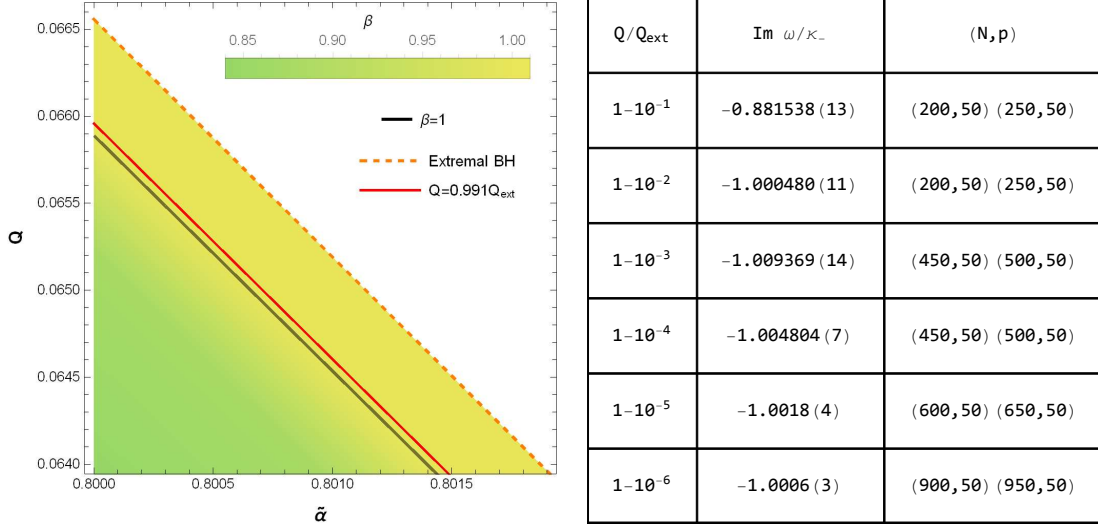 β
0.85 0.90 0.95 1.00
β=1
Extremal BH
Q=0.991Q_ext
0.0665
0.0660
0.0655
0.0650
0.0645
0.0640
Q
0.8000 0.8005 0.8010 0.8015
α̃
Q/Q_ext Im ω/κ₋ (N,p)
1-10⁻¹ -0.881538(13) (200,50)(250,50)
1-10⁻² -1.000480(11) (200,50)(250,50)
1-10⁻³ -1.009369(14) (450,50)(500,50)
1-10⁻⁴ -1.004804(7) (450,50)(500,50)
1-10⁻⁵ -1.0018(4) (600,50)(650,50)
1-10⁻⁶ -1.0006(3) (900,50)(950,50)